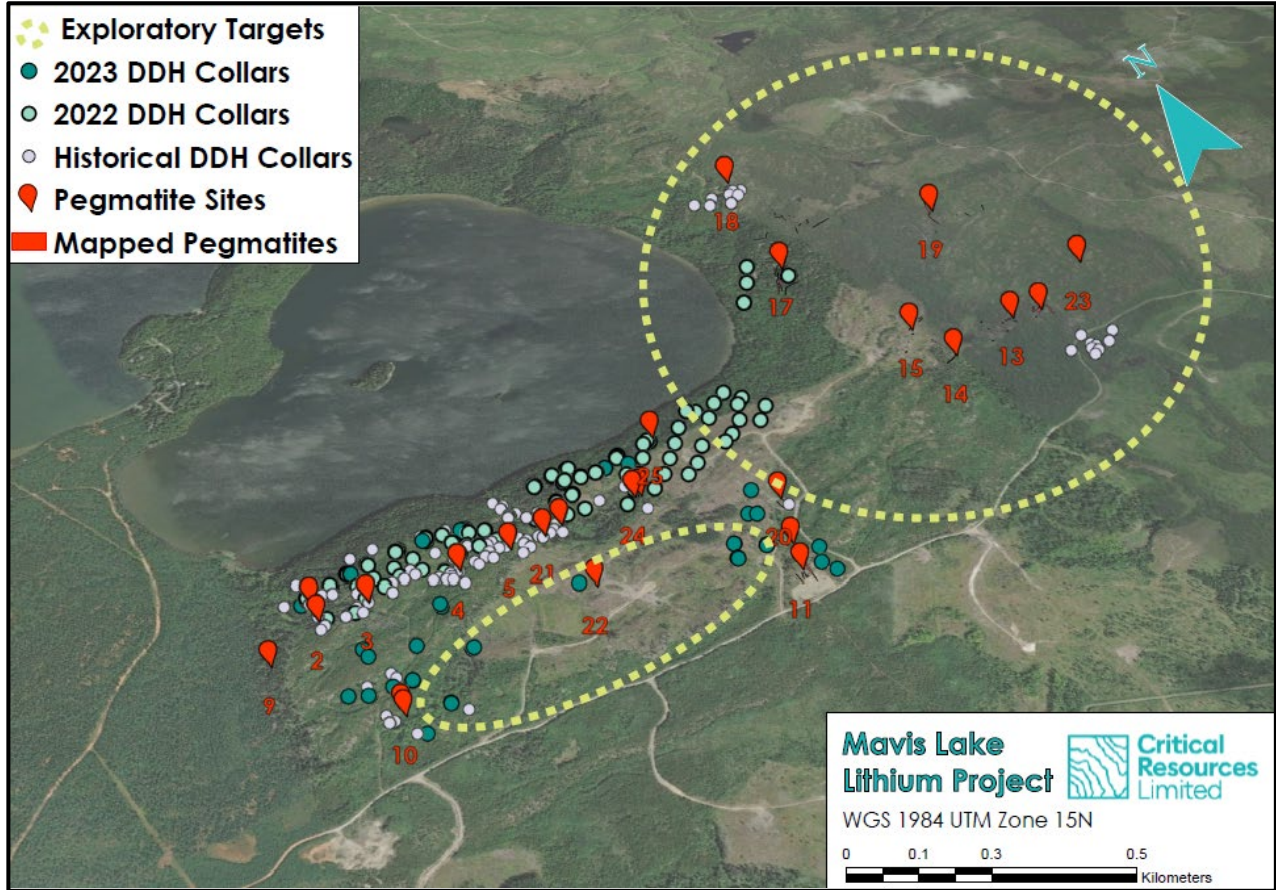 Exploratory Targets
2023 DDH Collars
2022 DDH Collars
Historical DDH Collars
Pegmatite Sites
Mapped Pegmatites
N
18
19
17
23
15
13
14
25
24
20
21
5
22
11
4
3
2
9
10
Mavis Lake
Lithium Project
Critical
Resources
Limited
WGS 1984 UTM Zone 15N
0 0.1 0.3 0.5
Kilometers